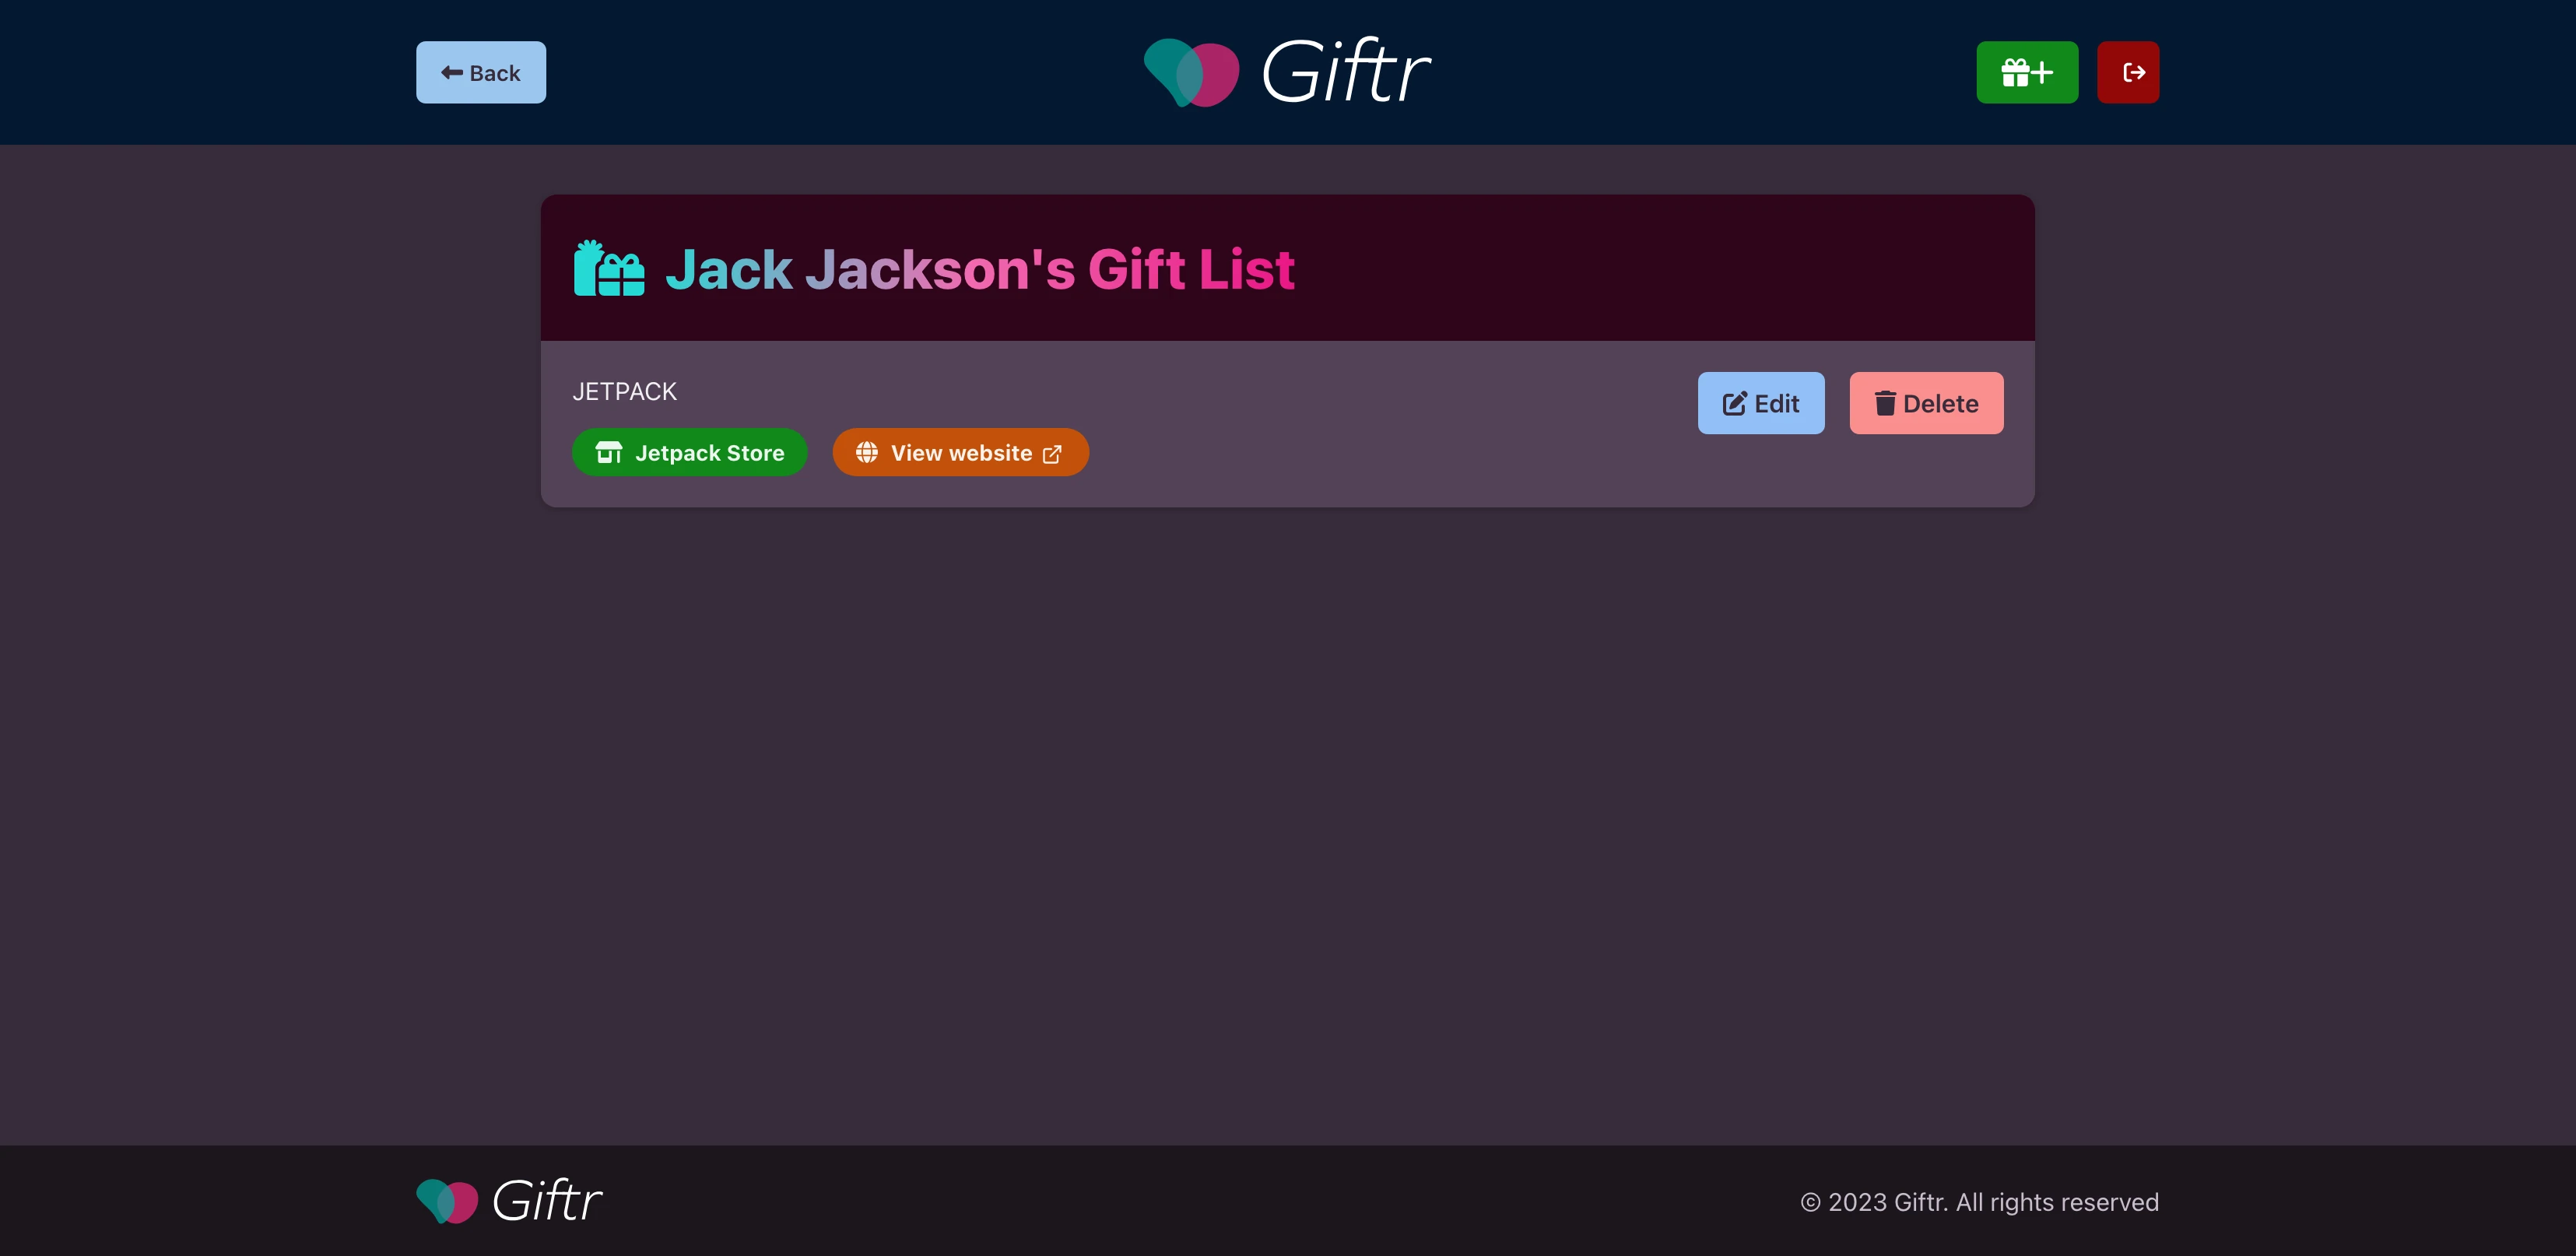 Back
Giftr
Jack Jackson's Gift List
JETPACK
Edit
Delete
Jetpack Store
View website
Giftr
© 2023 Giftr. All rights reserved